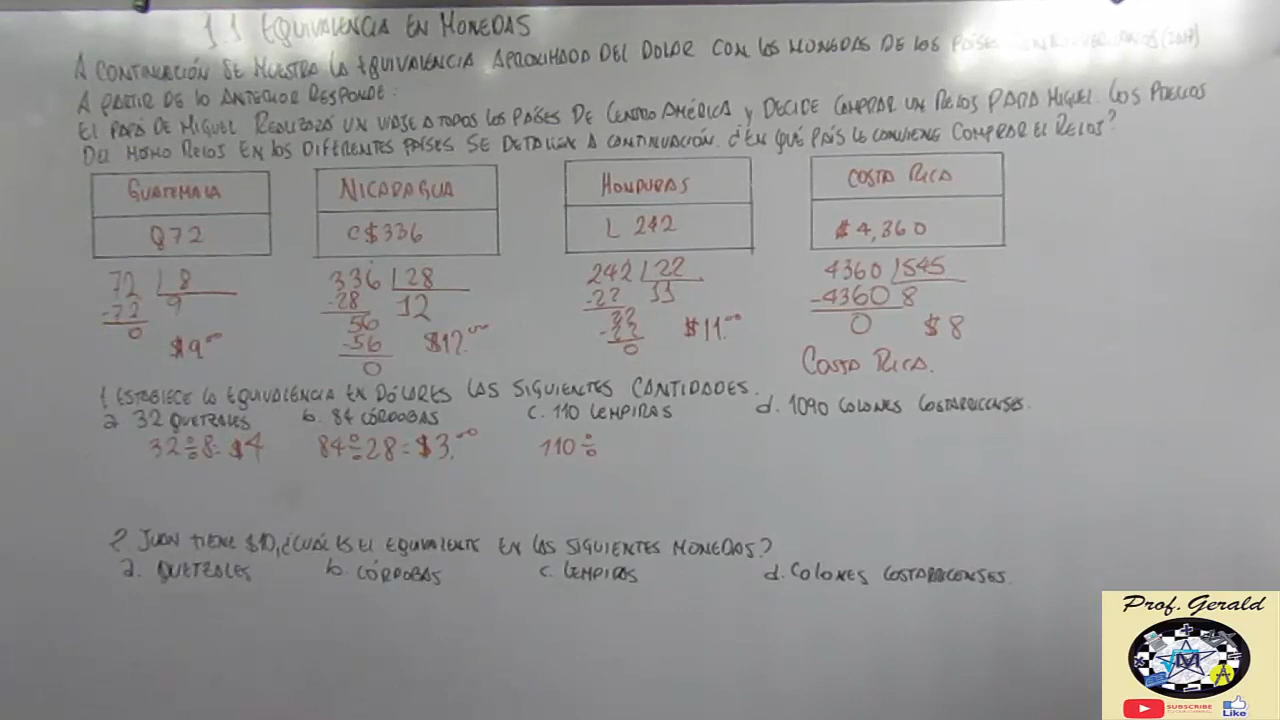 1.1 EQUIVALENCIA EN MONEDAS
A CONTINUACIÓN SE MUESTRA LA EQUIVALENCIA APROXIMADA DEL DOLAR CON LOS MONEDAS DE LOS PAÍSES
A PARTIR DE LO ANTERIOR RESPONDE:
EL PAPÁ DE MIGUEL REALIZARÁ UN VIAJE A TODOS LOS PAÍSES DE CENTRO AMÉRICA Y DECIDE COMPRAR UN RELOJ PARA MIGUEL. LOS PRECIOS
DEL MISMO RELOJ EN LOS DIFERENTES PAÍSES SE DETALLAN A CONTINUACIÓN. ¿EN QUÉ PAÍS LE CONVIENE COMPRAR EL RELOJ?
GUATEMALA NICARAGUA HONDURAS COSTA RICA
Q72 C$336 L 242 ₡4,360
72 8 336 28 242 22 4360 545
-72 9 -28 12 -22 11 -4360 8
0 56 22 0
$9.00 -56 $12.00 -22 $11.00 $8
0 0
COSTA RICA.
1. ESTABLECE LA EQUIVALENCIA EN DÓLARES LAS SIGUIENTES CANTIDADES.
a. 32 QUETZALES b. 84 CÓRDOBAS c. 110 LEMPIRAS d. 1090 COLONES COSTARRICENSES.
32÷8=$4 84÷28=$3.00 110÷
2. JUAN TIENE $10, ¿CUÁL ES EL EQUIVALENTE EN LAS SIGUIENTES MONEDAS?
a. QUETZALES b. CÓRDOBAS c. LEMPIRAS d. COLONES COSTARRICENSES.
Prof. Gerald
M
SUBSCRIBE
Like